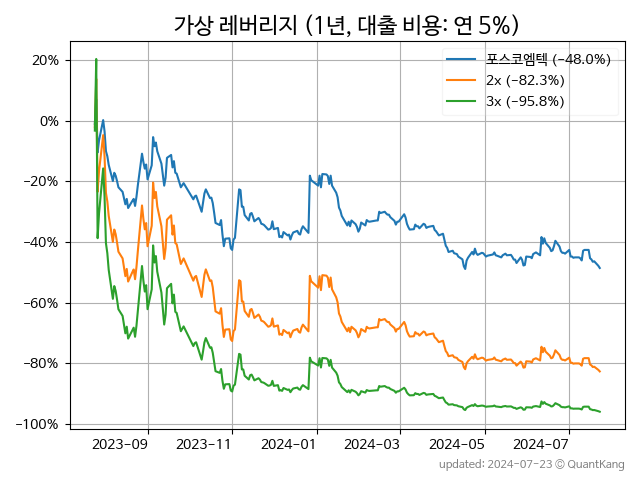 가상 레버리지 (1년, 대출 비용: 연 5%)
포스코엠텍 (−48.0%)
2x (−82.3%)
3x (−95.8%)
20%
0%
−20%
−40%
−60%
−80%
−100%
2023-09
2023-11
2024-01
2024-03
2024-05
2024-07
updated: 2024-07-23 ⓒ QuantKang